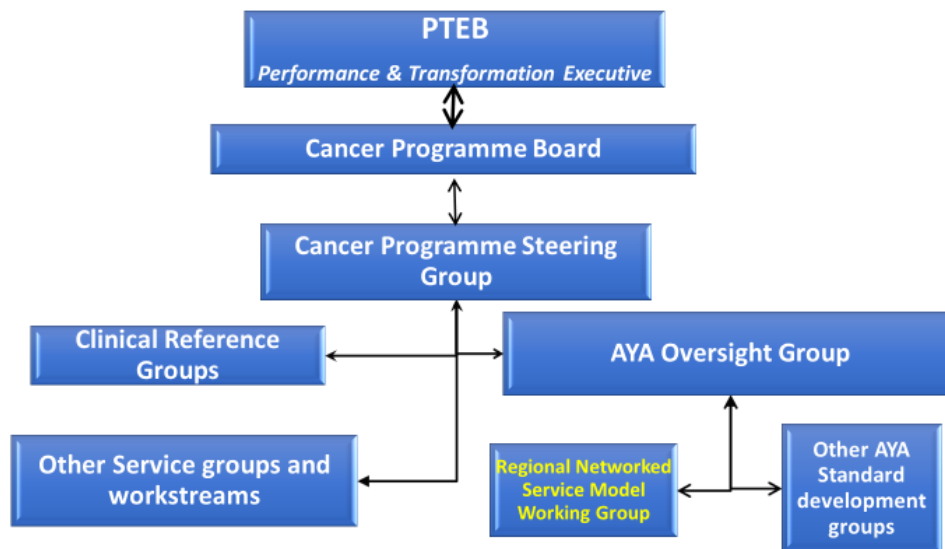 PTEB
Performance & Transformation Executive
Cancer Programme Board
Cancer Programme Steering
Group
Clinical Reference
Groups
AYA Oversight Group
Other Service groups and
workstreams
Regional Networked
Service Model
Working Group
Other AYA
Standard
development
groups